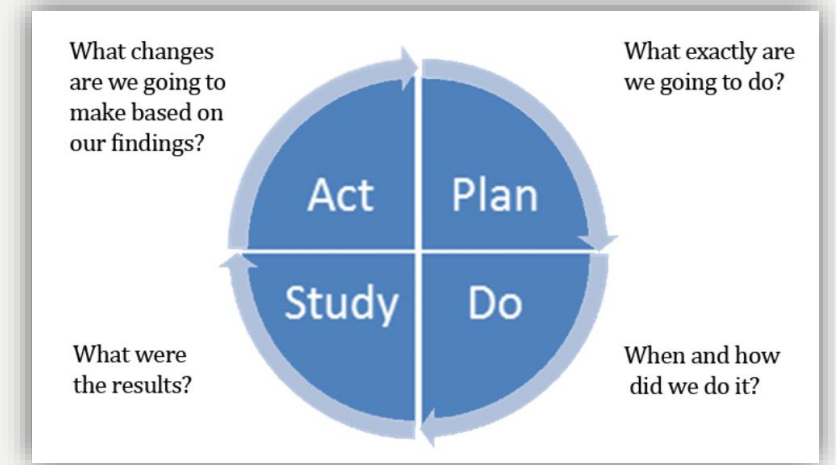 What changes
are we going to
make based on
our findings?
What exactly are
we going to do?
Act
Plan
Study
Do
What were
the results?
When and how
did we do it?